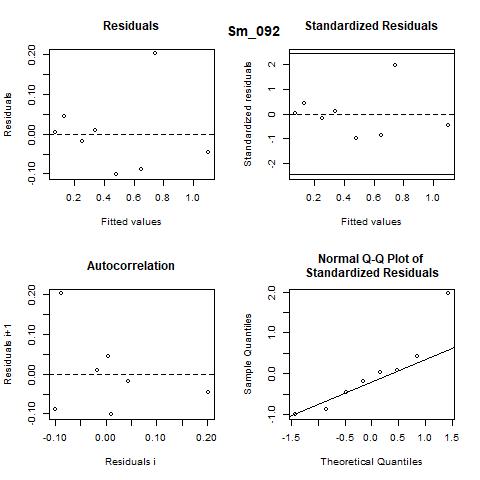 Sm_092
Residuals
Residuals
-0.10 0.00 0.10 0.20
0.2 0.4 0.6 0.8 1.0
Fitted values
Standardized Residuals
Standardized residuals
-2 -1 0 1 2
0.2 0.4 0.6 0.8 1.0
Fitted values
Autocorrelation
Residuals i+1
-0.10 0.00 0.10 0.20
-0.10 0.00 0.10 0.20
Residuals i
Normal Q-Q Plot of
Standardized Residuals
Sample Quantiles
-1.0 0.0 1.0 2.0
-1.5 -0.5 0.0 0.5 1.0 1.5
Theoretical Quantiles